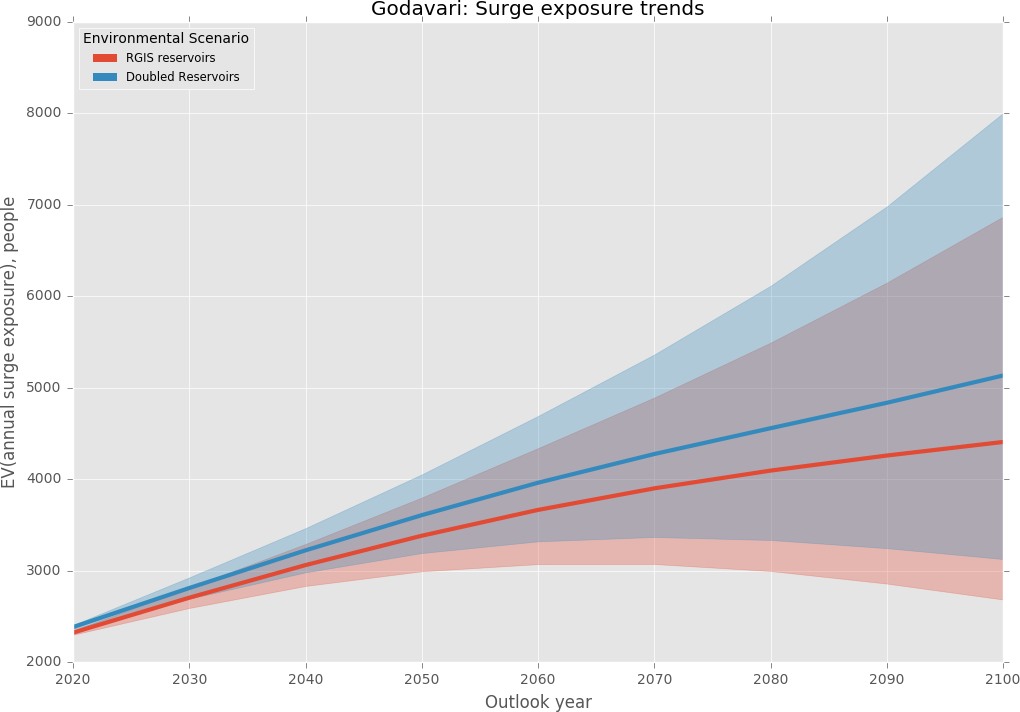 Godavari: Surge exposure trends
Environmental Scenario
RGIS reservoirs
Doubled Reservoirs
EV(annual surge exposure), people
9000
8000
7000
6000
5000
4000
3000
2000
2020 2030 2040 2050 2060 2070 2080 2090 2100
Outlook year